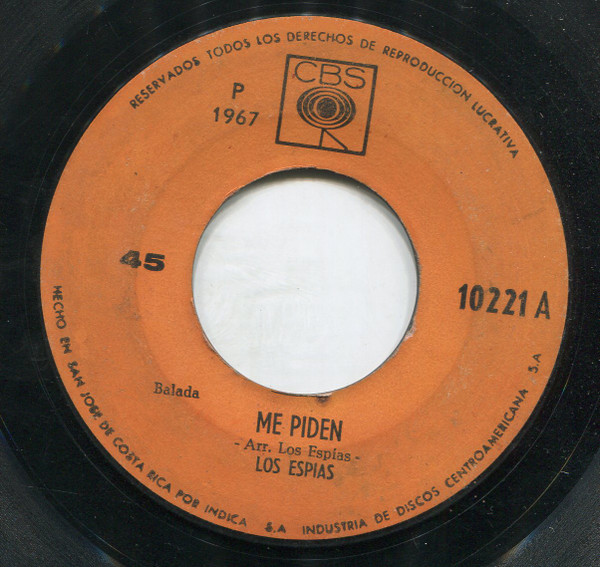 RESERVADOS TODOS LOS DERECHOS DE REPRODUCCION LUCRATIVA
CBS
P
1967
45
10221 A
Balada
ME PIDEN
- Arr. Los Espías -
LOS ESPIAS
HECHO EN SAN JOSE DE COSTA RICA POR INDICA S.A INDUSTRIA DE DISCOS CENTROAMERICANA S.A